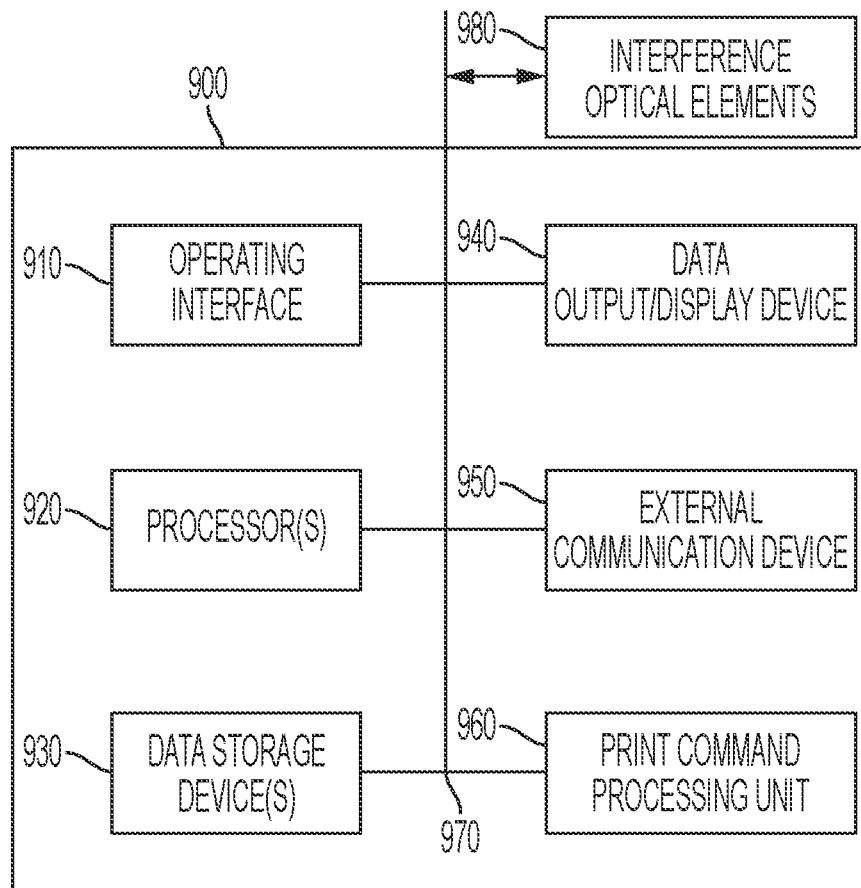 980
INTERFERENCE
OPTICAL ELEMENTS
900
910
OPERATING
INTERFACE
940
DATA
OUTPUT/DISPLAY DEVICE
920
PROCESSOR(S)
950
EXTERNAL
COMMUNICATION DEVICE
930
DATA STORAGE
DEVICE(S)
960
PRINT COMMAND
PROCESSING UNIT
970